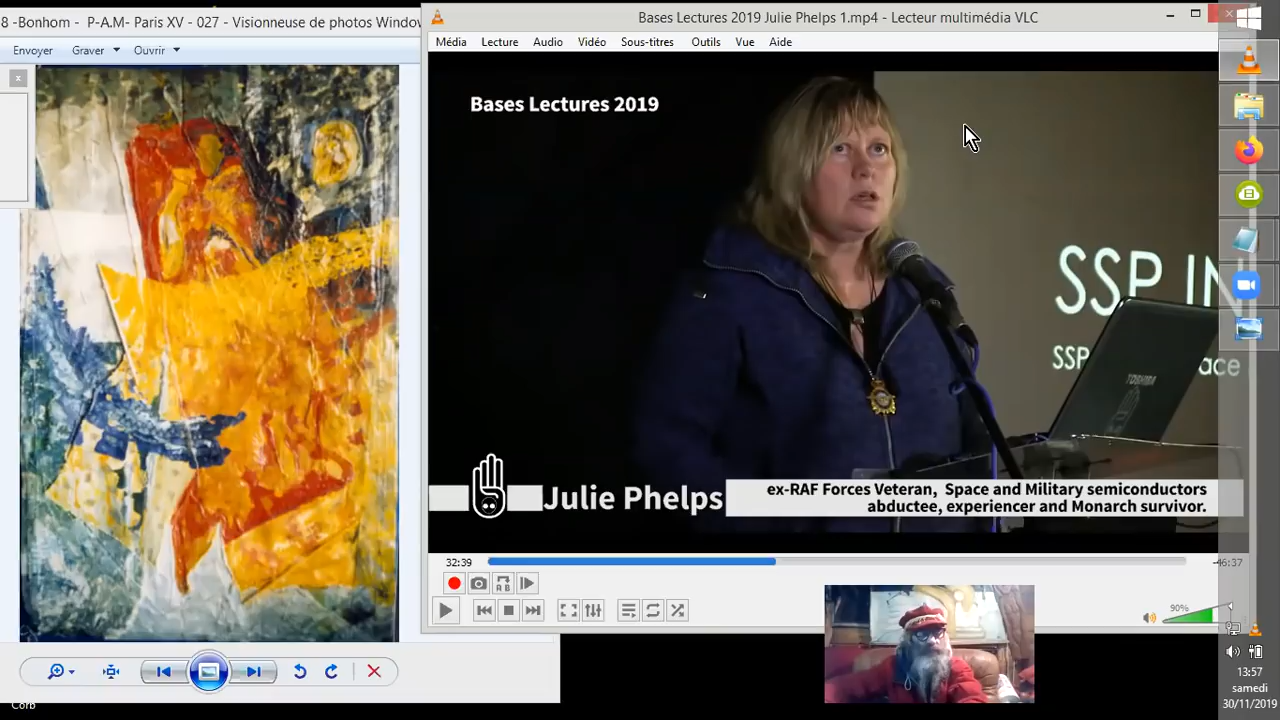 8 -Bonhom - P-A.M- Paris XV - 027 - Visionneuse de photos Window
Envoyer Graver Ouvrir
Bases Lectures 2019 Julie Phelps 1.mp4 - Lecteur multimédia VLC
Média Lecture Audio Vidéo Sous-titres Outils Vue Aide
Bases Lectures 2019
SSP IN
SSP ace
TOSHIBA
Julie Phelps
ex-RAF Forces Veteran, Space and Military semiconductors
abductee, experiencer and Monarch survivor.
32:39
-46:37
A B
90%
13:57
samedi
30/11/2019
Corb